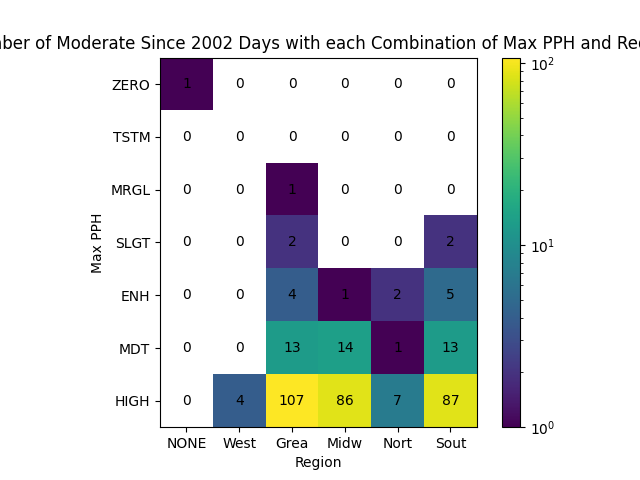 ber of Moderate Since 2002 Days with each Combination of Max PPH and Re
10²
ZERO 1 0 0 0 0 0
TSTM 0 0 0 0 0 0
MRGL 0 0 1 0 0 0
SLGT 0 0 2 0 0 2
10¹
ENH 0 0 4 1 2 5
MDT 0 0 13 14 1 13
HIGH 0 4 107 86 7 87
10⁰
NONE West Grea Midw Nort Sout
Region
Max PPH